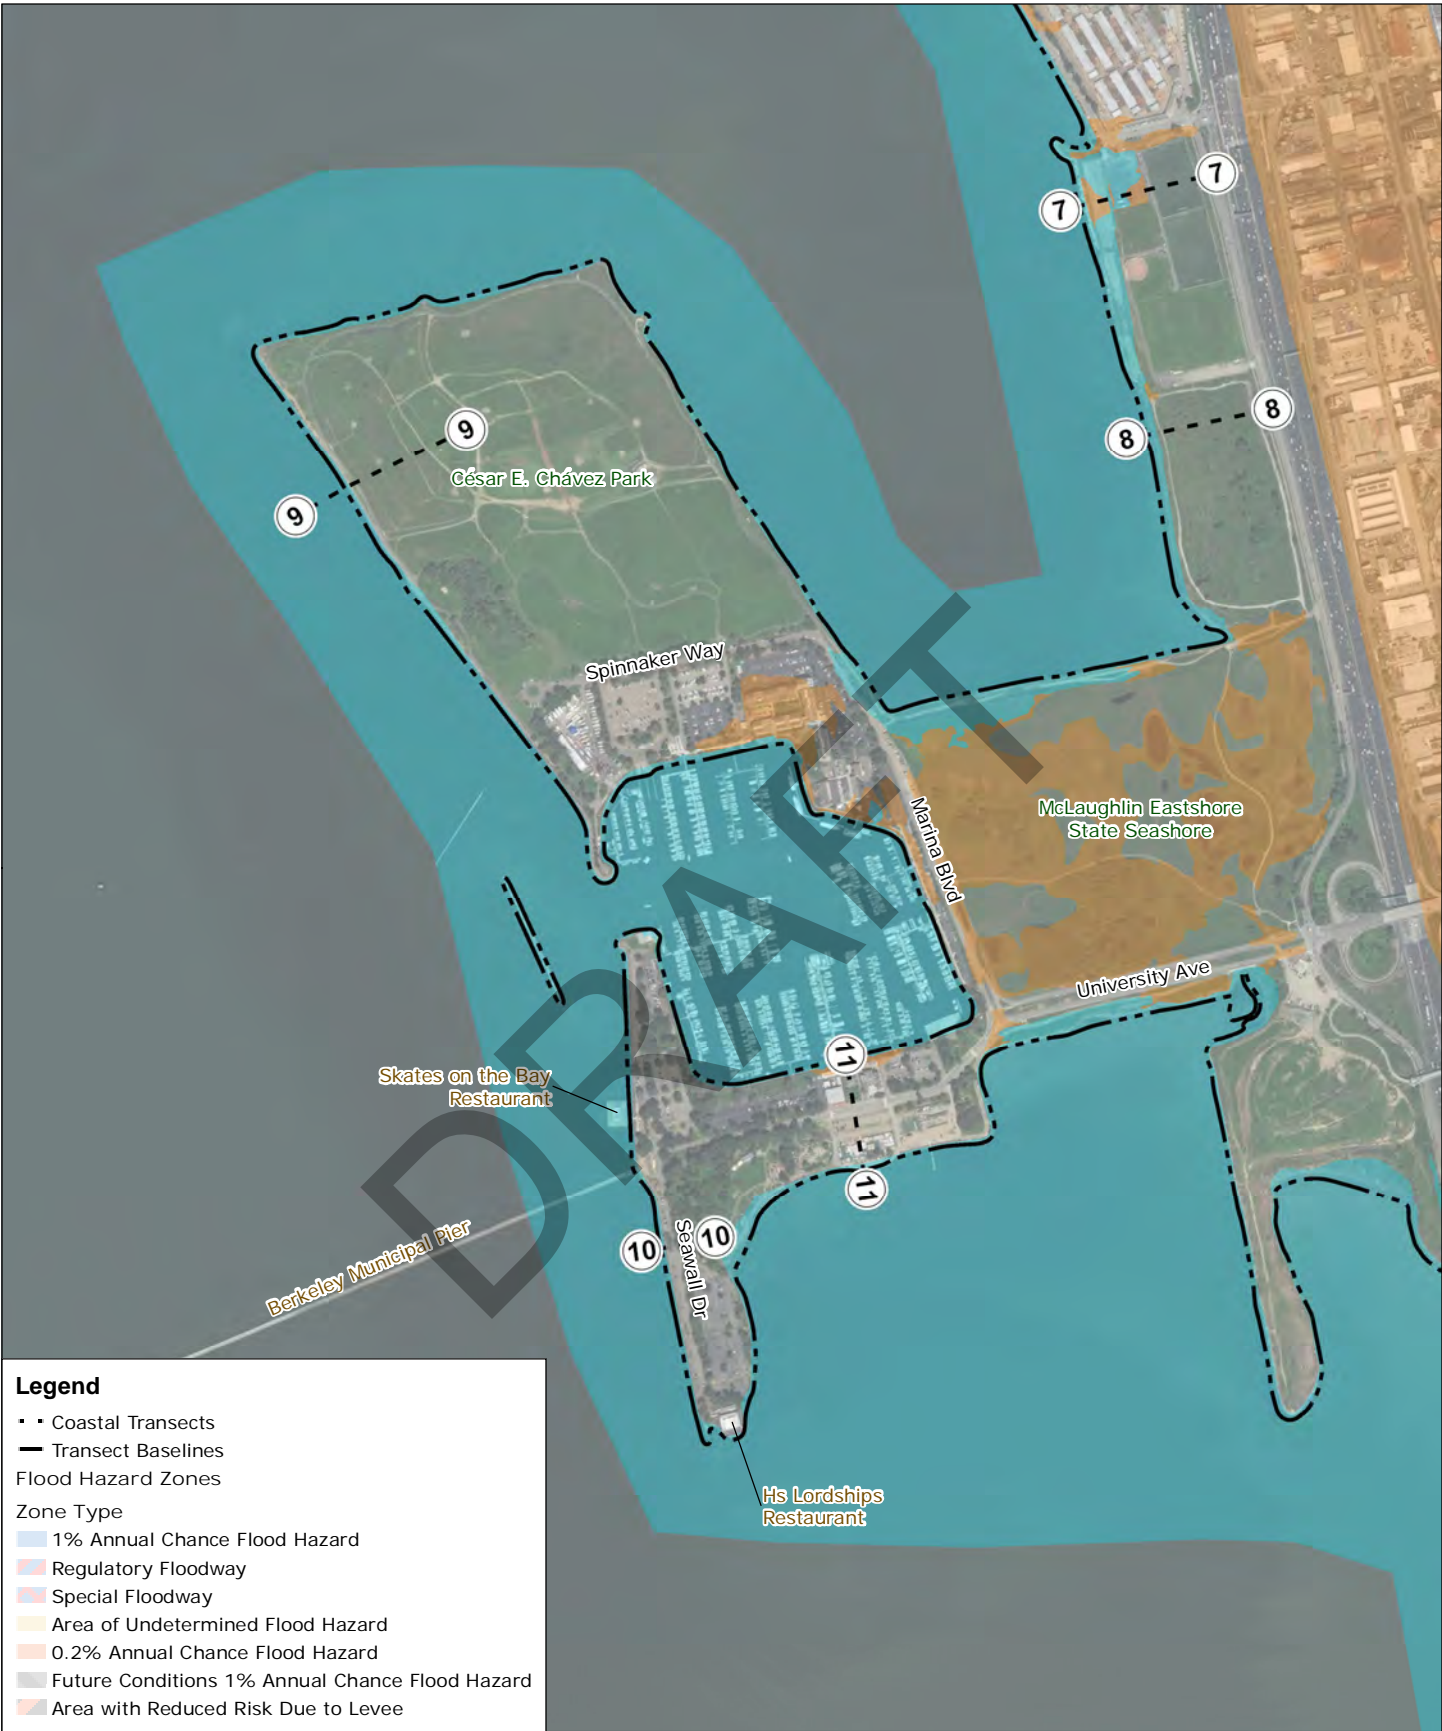 7
7
8
8
9
9
César E. Chávez Park
Spinnaker Way
Marina Blvd
McLaughlin Eastshore
State Seashore
University Ave
DRAFT
11
11
Skates on the Bay
Restaurant
10
10
Seawall Dr
Berkeley Municipal Pier
Hs Lordships
Restaurant
Legend
Coastal Transects
Transect Baselines
Flood Hazard Zones
Zone Type
1% Annual Chance Flood Hazard
Regulatory Floodway
Special Floodway
Area of Undetermined Flood Hazard
0.2% Annual Chance Flood Hazard
Future Conditions 1% Annual Chance Flood Hazard
Area with Reduced Risk Due to Levee